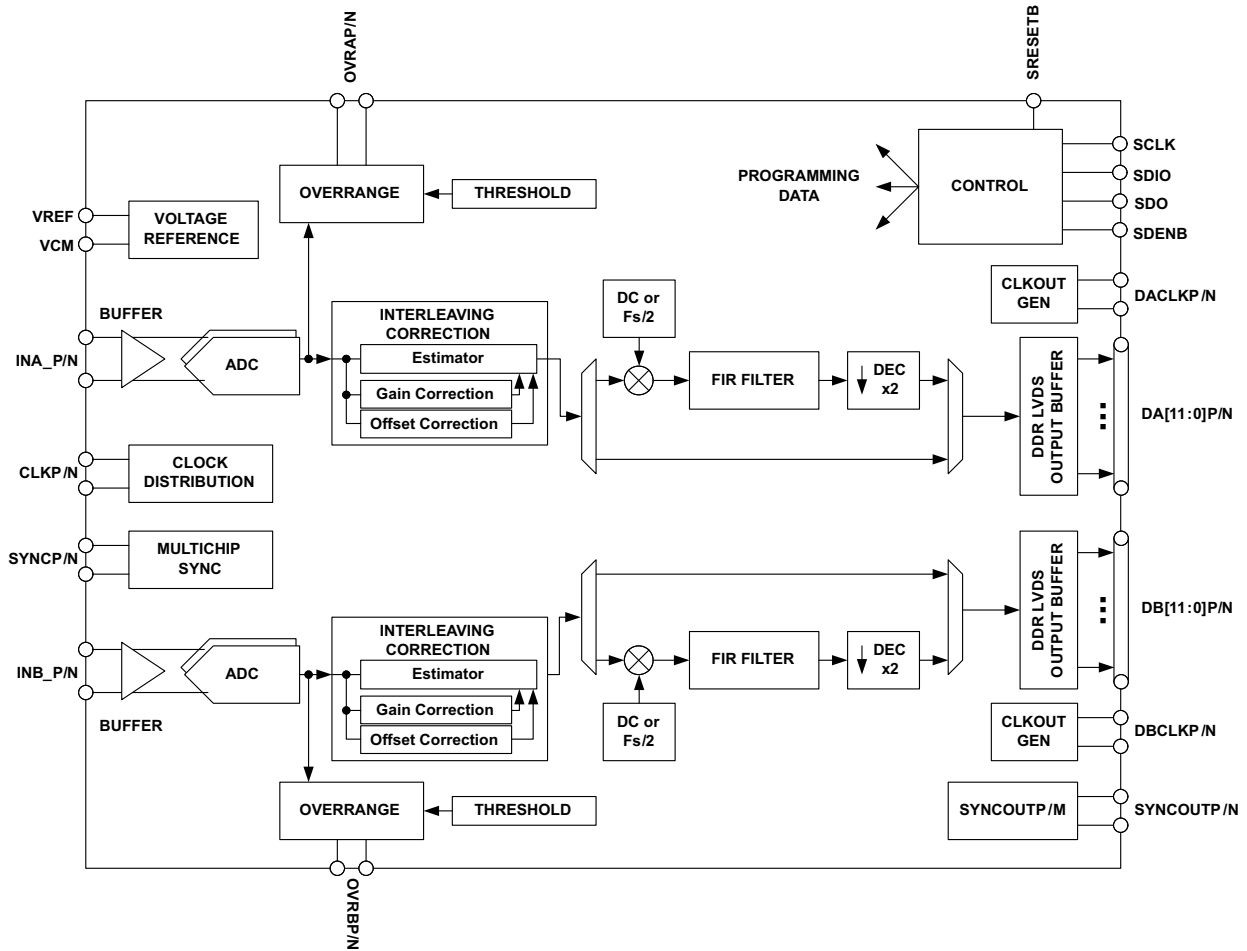 OVRAP/N
SRESETB
OVERRANGE
THRESHOLD
PROGRAMMING
DATA
CONTROL
SCLK
SDIO
SDO
SDENB
VREF
VCM
VOLTAGE
REFERENCE
CLKOUT
GEN
DACLKP/N
BUFFER
INA_P/N
ADC
INTERLEAVING
CORRECTION
Estimator
Gain Correction
Offset Correction
DC or
Fs/2
FIR FILTER
DEC
x2
DDR LVDS
OUTPUT BUFFER
DA[11:0]P/N
CLKP/N
CLOCK
DISTRIBUTION
SYNCP/N
MULTICHIP
SYNC
INB_P/N
ADC
BUFFER
INTERLEAVING
CORRECTION
Estimator
Gain Correction
Offset Correction
FIR FILTER
DEC
x2
DC or
Fs/2
DDR LVDS
OUTPUT BUFFER
DB[11:0]P/N
CLKOUT
GEN
DBCLKP/N
OVERRANGE
THRESHOLD
SYNCOUTP/M
SYNCOUTP/N
OVRBP/N